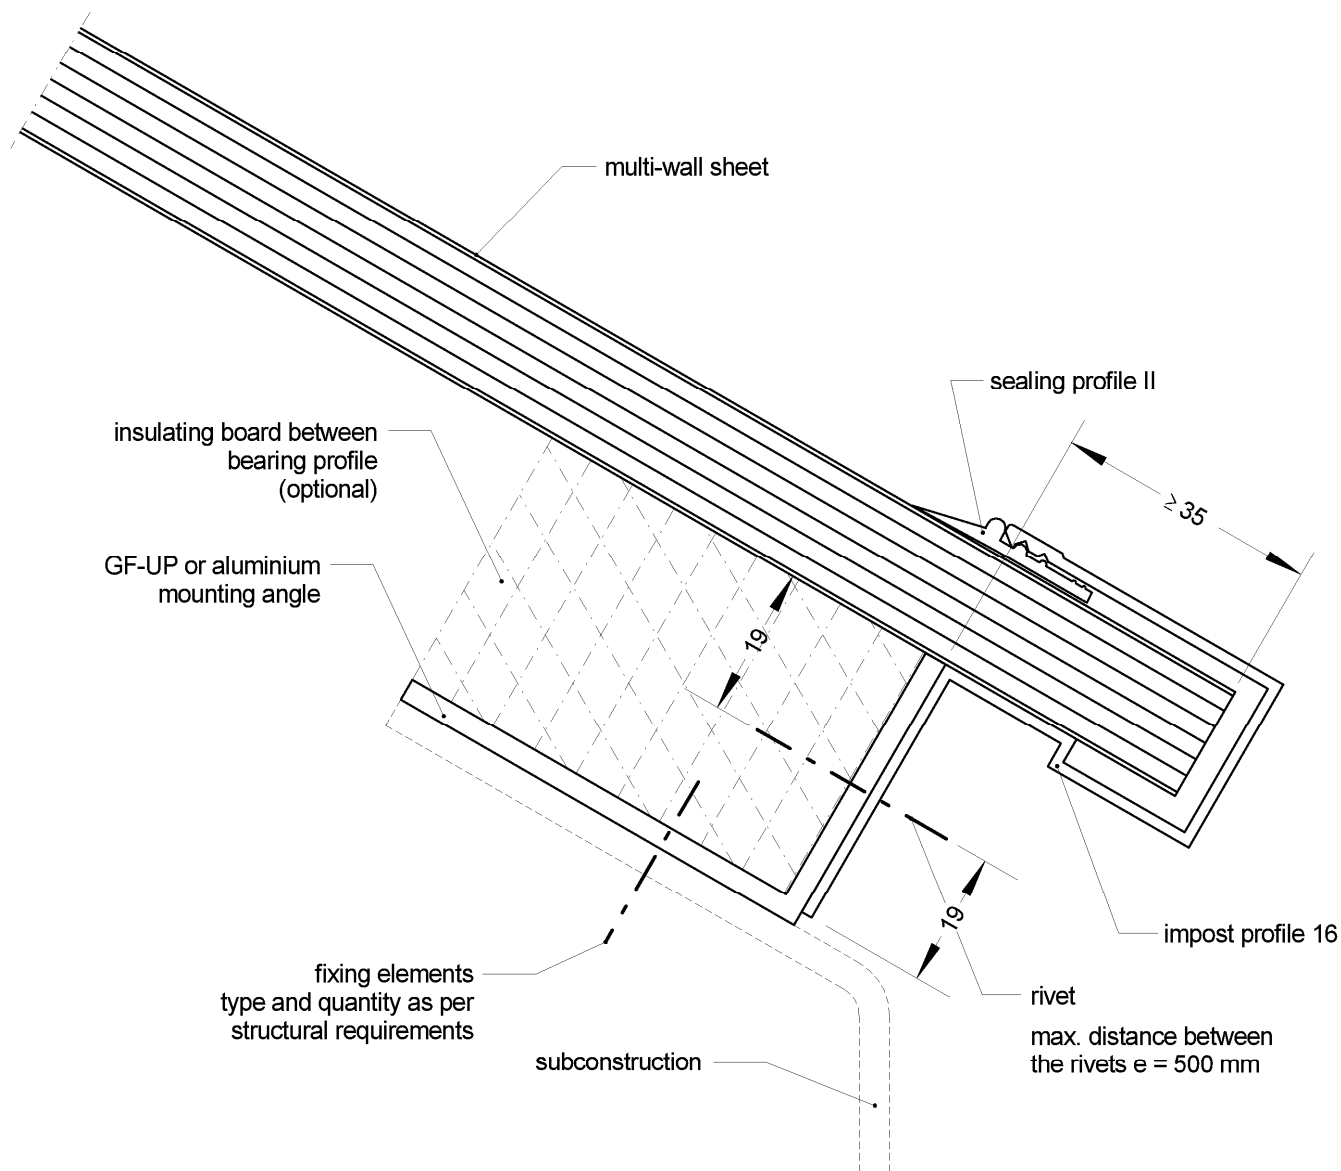 multi-wall sheet
sealing profile II
insulating board between
bearing profile
(optional)
≥ 35
GF-UP or aluminium
mounting angle
19
19
impost profile 16
fixing elements
type and quantity as per
structural requirements
rivet
max. distance between
the rivets e = 500 mm
subconstruction